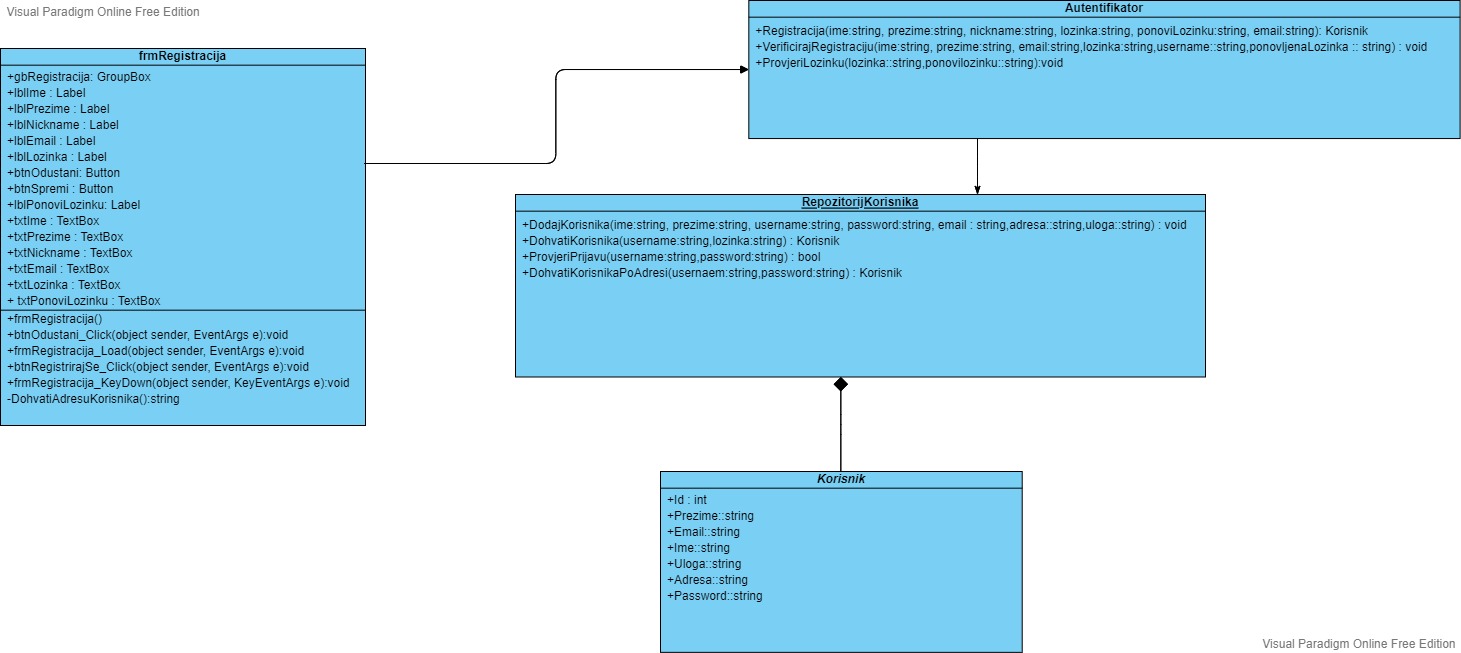 Visual Paradigm Online Free Edition
frmRegistracija
+gbRegistracija: GroupBox
+lblIme : Label
+lblPrezime : Label
+lblNickname : Label
+lblEmail : Label
+lblLozinka : Label
+btnOdustani: Button
+btnSpremi : Button
+lblPonoviLozinku: Label
+txtIme : TextBox
+txtPrezime : TextBox
+txtNickname : TextBox
+txtEmail : TextBox
+txtLozinka : TextBox
+ txtPonoviLozinku : TextBox
+frmRegistracija()
+btnOdustani_Click(object sender, EventArgs e):void
+frmRegistracija_Load(object sender, EventArgs e):void
+btnRegistrirajSe_Click(object sender, EventArgs e):void
+frmRegistracija_KeyDown(object sender, KeyEventArgs e):void
-DohvatiAdresuKorisnika():string
Autentifikator
+Registracija(ime:string, prezime:string, nickname:string, lozinka:string, ponoviLozinku:string, email:string): Korisnik
+VerificirajRegistraciju(ime:string, prezime:string, email:string,lozinka:string,username::string,ponovljenaLozinka :: string) : void
+ProvjeriLozinku(lozinka::string,ponovilozinku::string):void
RepozitorijKorisnika
+DodajKorisnika(ime:string, prezime:string, username:string, password:string, email : string,adresa::string,uloga::string) : void
+DohvatiKorisnika(username:string,lozinka:string) : Korisnik
+ProvjeriPrijavu(username:string,password:string) : bool
+DohvatiKorisnikaPoAdresi(usernaem:string,password:string) : Korisnik
Korisnik
+Id : int
+Prezime::string
+Email::string
+Ime::string
+Uloga::string
+Adresa::string
+Password::string
Visual Paradigm Online Free Edition